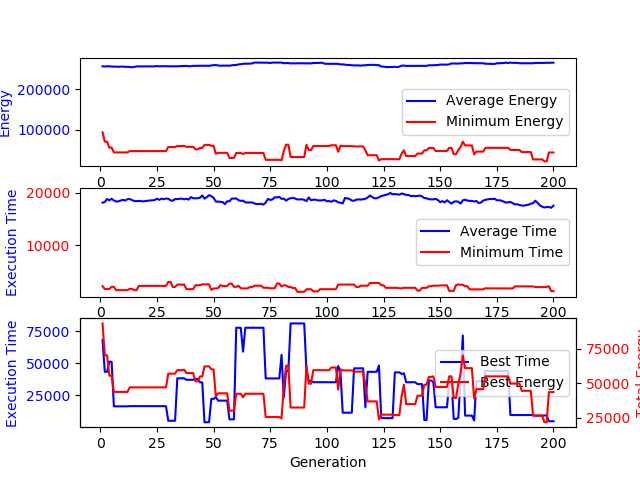 Energy
200000
100000
Average Energy
Minimum Energy
0 25 50 75 100 125 150 175 200
Execution Time
20000
10000
Average Time
Minimum Time
0 25 50 75 100 125 150 175 200
Execution Time
75000
50000
25000
Best Time
Best Energy
75000
50000
25000
Total Energy
0 25 50 75 100 125 150 175 200
Generation